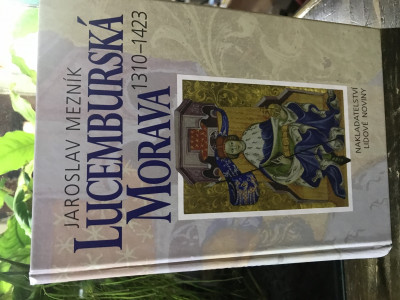 JAROSLAV MEZNÍK
LUCEMBURSKÁ
MORAVA
1310–1423
NAKLADATELSTVÍ
LIDOVÉ NOVINY